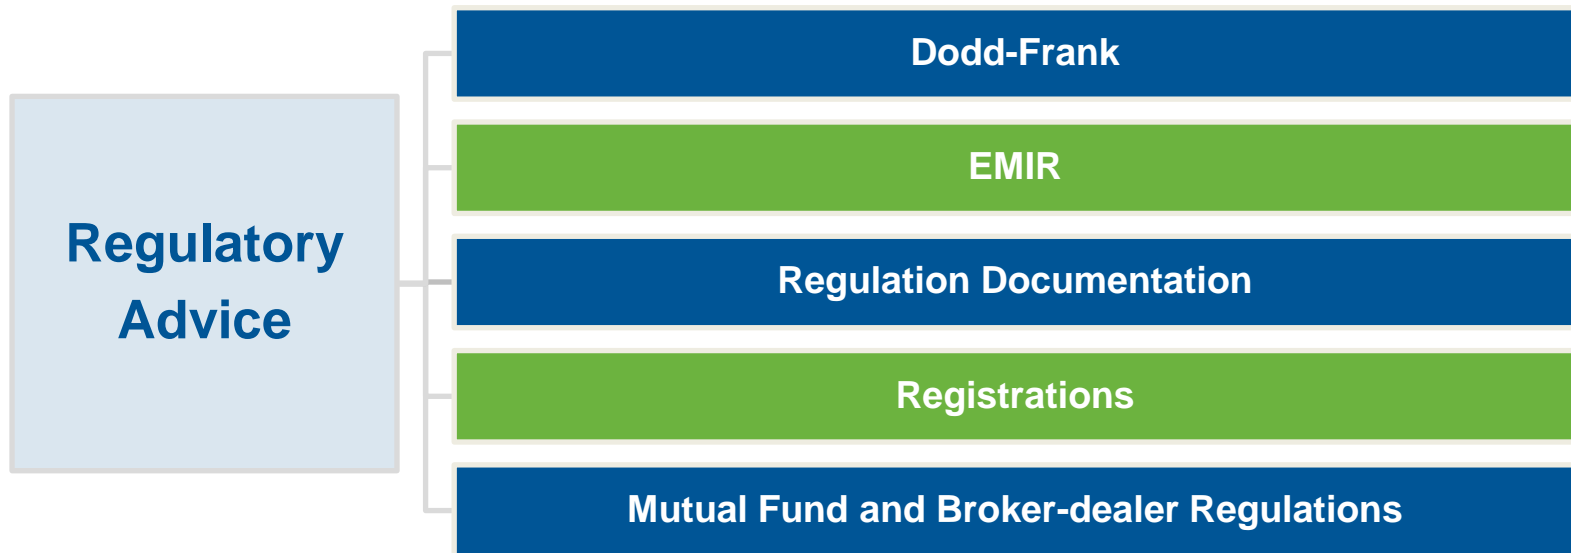 Regulatory
Advice
Dodd-Frank
EMIR
Regulation Documentation
Registrations
Mutual Fund and Broker-dealer Regulations